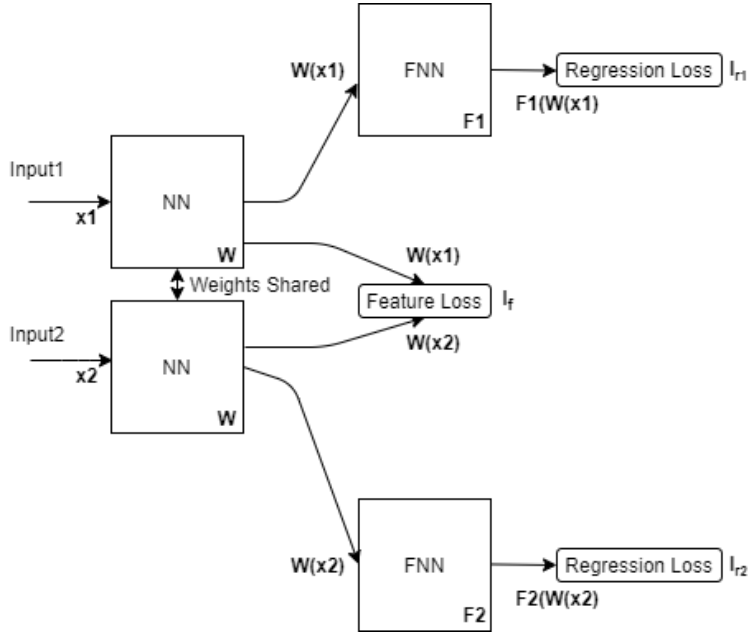 W(x1)
FNN
F1
Regression Loss
lr1
F1(W(x1)
Input1
x1
NN
W
W(x1)
Weights Shared
Feature Loss
lf
Input2
x2
NN
W
W(x2)
W(x2)
FNN
F2
Regression Loss
lr2
F2(W(x2)